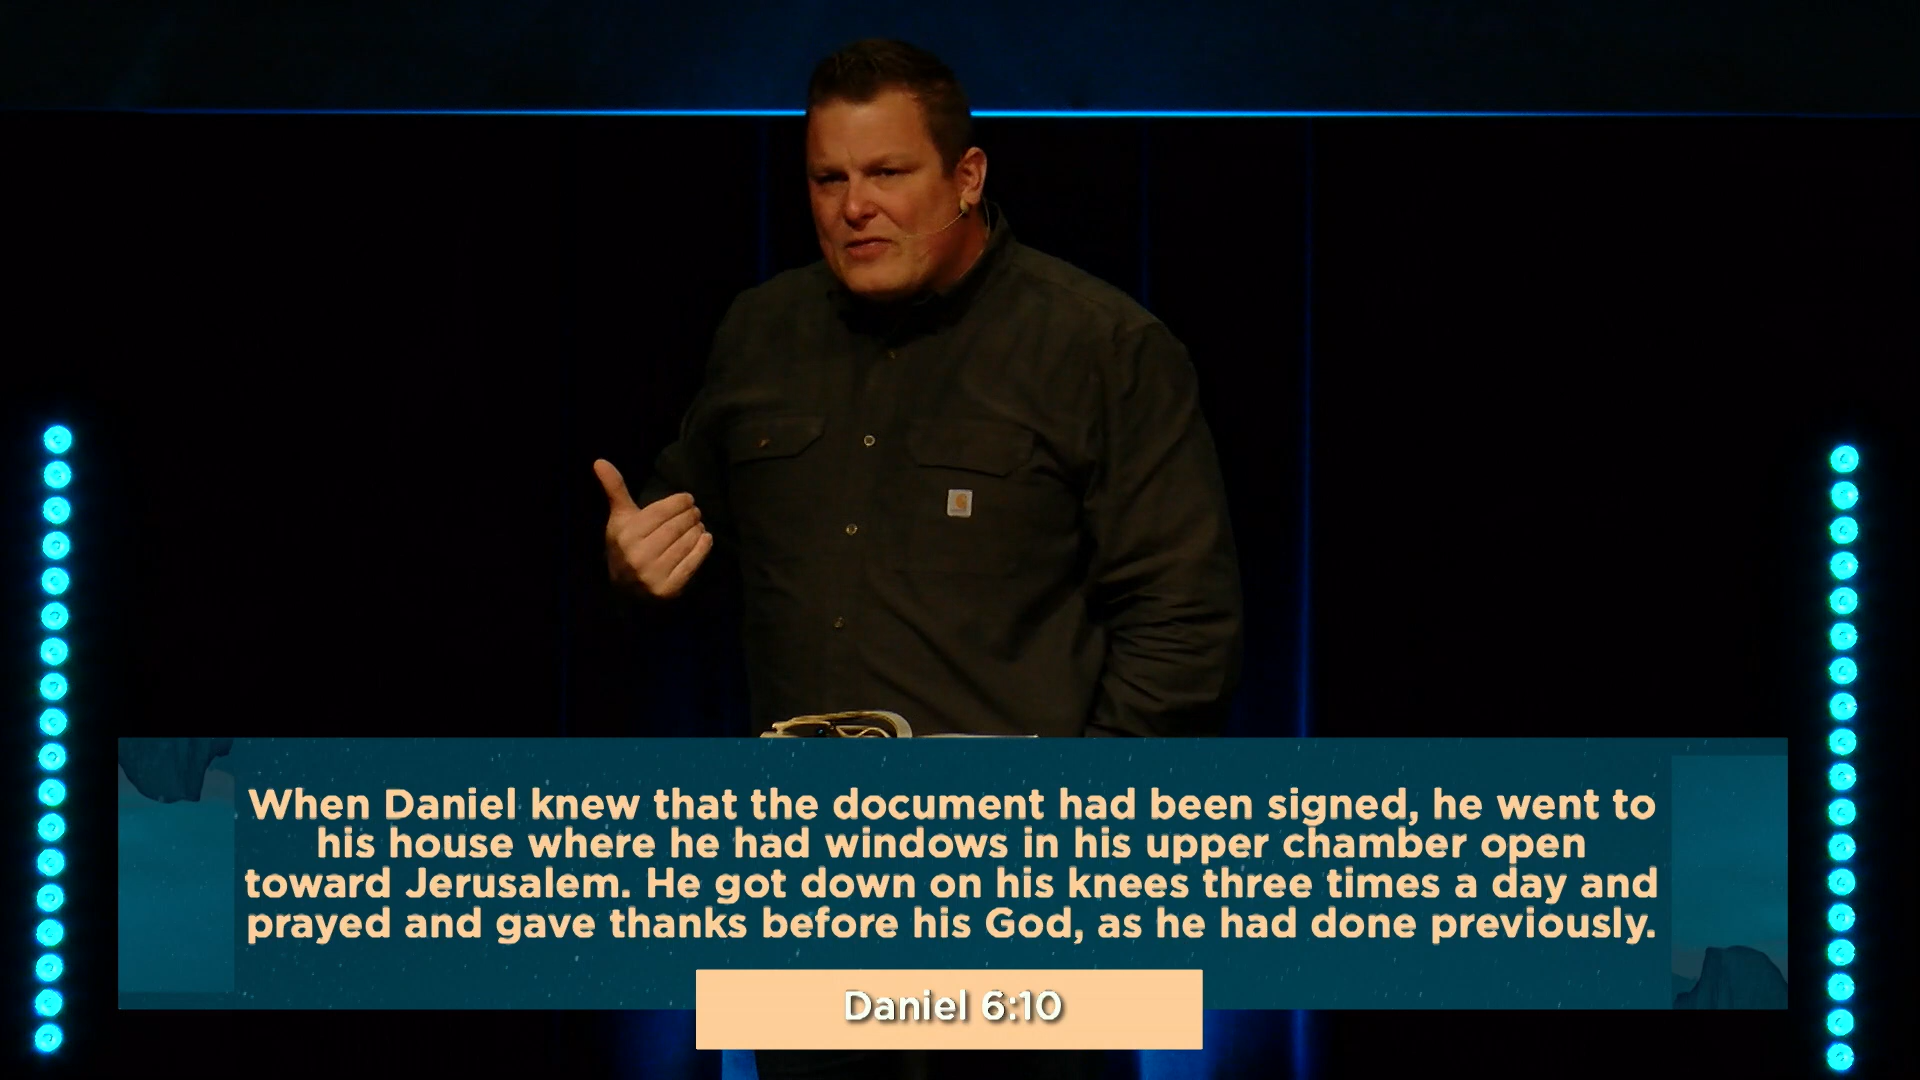 When Daniel knew that the document had been signed, he went to
his house where he had windows in his upper chamber open
toward Jerusalem. He got down on his knees three times a day and
prayed and gave thanks before his God, as he had done previously.
Daniel 6:10